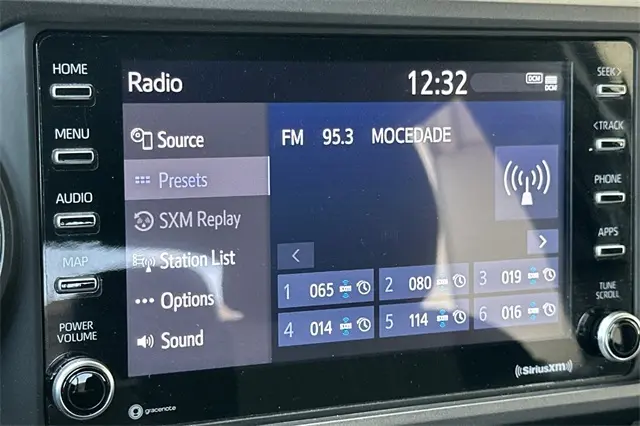 HOME
MENU
AUDIO
MAP
POWER
VOLUME
Radio
12:32
DCM
DCM
Source
Presets
SXM Replay
Station List
Options
Sound
FM 95.3 MOCEDADE
<
>
1 065
2 080
3 019
4 014
5 114
6 016
SEEK>
<TRACK
PHONE
APPS
TUNE
SCROLL
gracenote
((SiriusXM))